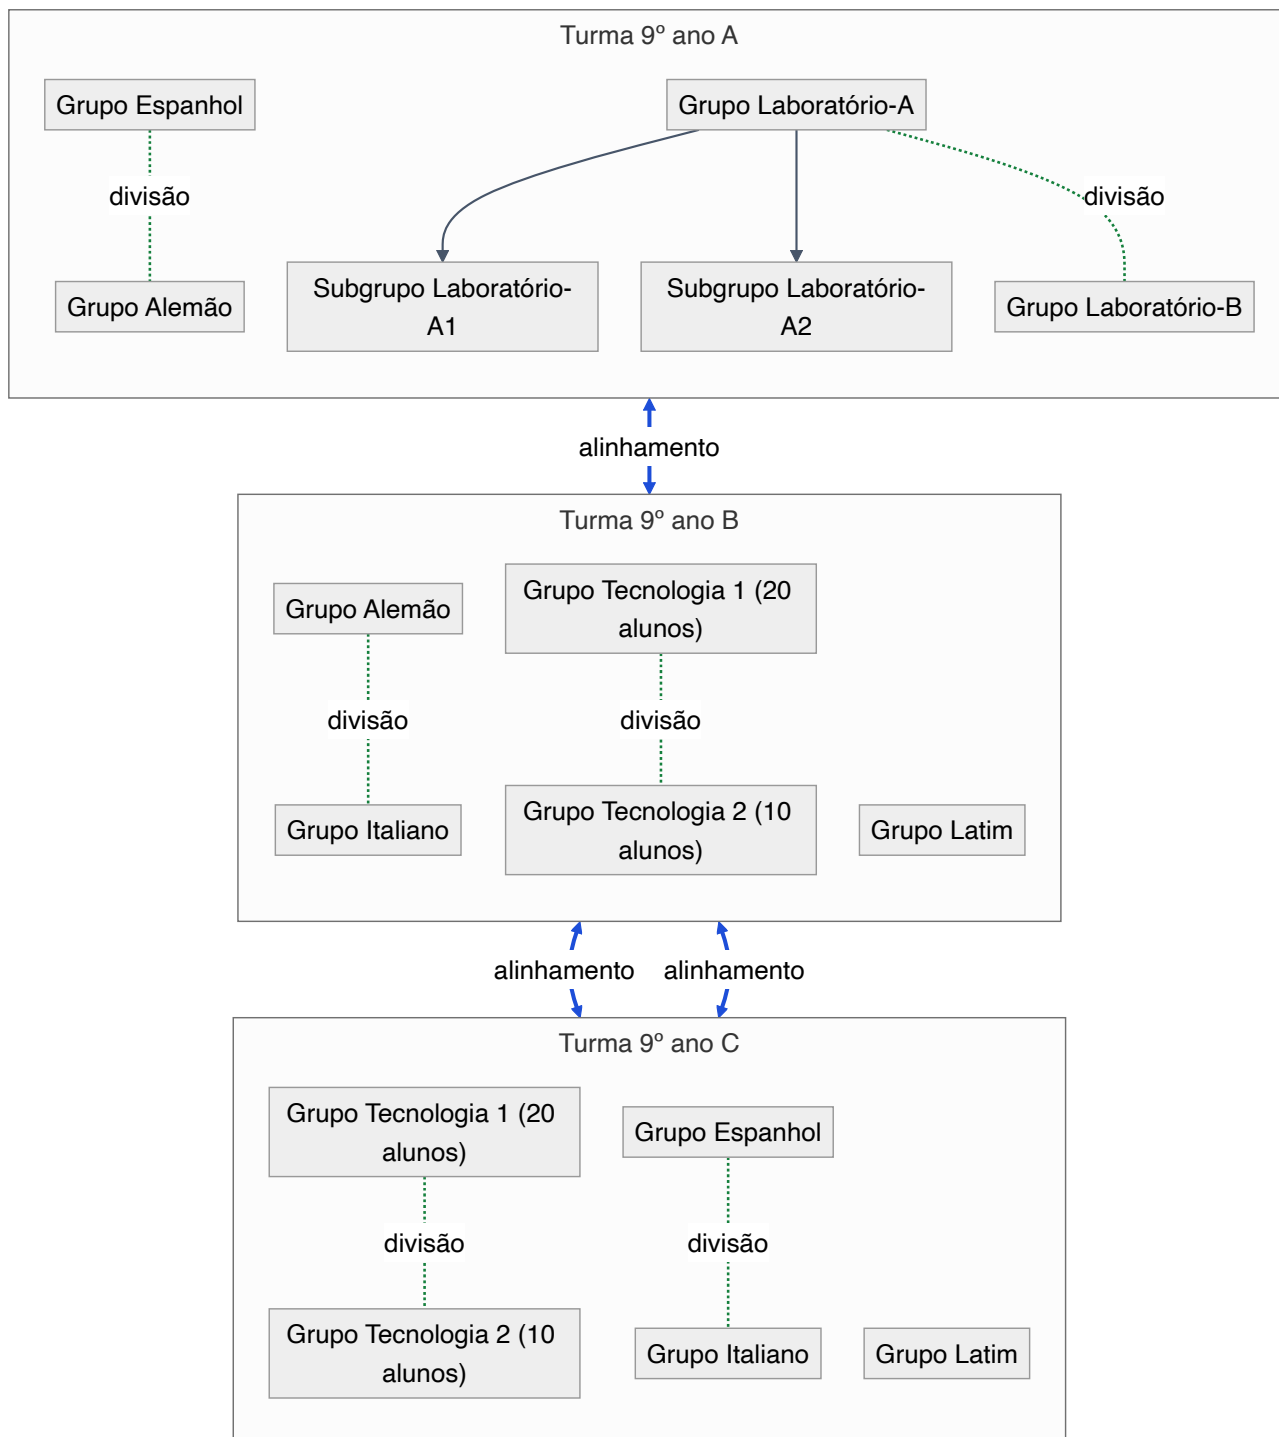 Turma 9º ano A
Grupo Espanhol
Grupo Laboratório-A
divisão
divisão
Subgrupo Laboratório-
A1
Subgrupo Laboratório-
A2
Grupo Alemão
Grupo Laboratório-B
alinhamento
Turma 9º ano B
Grupo Alemão
Grupo Tecnologia 1 (20
alunos)
divisão
divisão
Grupo Italiano
Grupo Tecnologia 2 (10
alunos)
Grupo Latim
alinhamento
alinhamento
Turma 9º ano C
Grupo Tecnologia 1 (20
alunos)
Grupo Espanhol
divisão
divisão
Grupo Tecnologia 2 (10
alunos)
Grupo Italiano
Grupo Latim